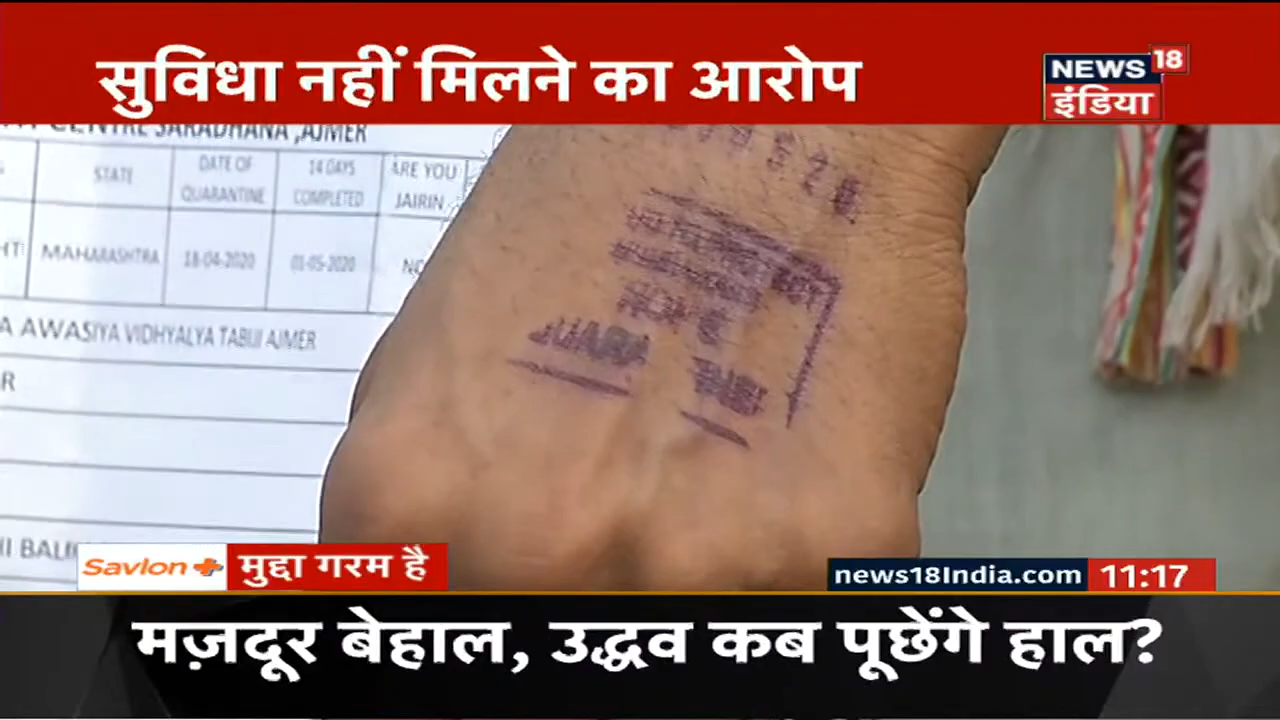 सुविधा नहीं मिलने का आरोप
NEWS 18
इंडिया
CENTRE SARADHANA ,AJMER
STATE
DATE OF QUARANTINE
14 DAYS COMPLETED
ARE YOU JAIRIN
MAHARASHTRA
18-04-2020
01-05-2020
A AWASIYA VIDHYALYA TABIJI AJMER
R
Savlon
मुद्दा गरम है
news18India.com
11:17
मज़दूर बेहाल, उद्धव कब पूछेंगे हाल?